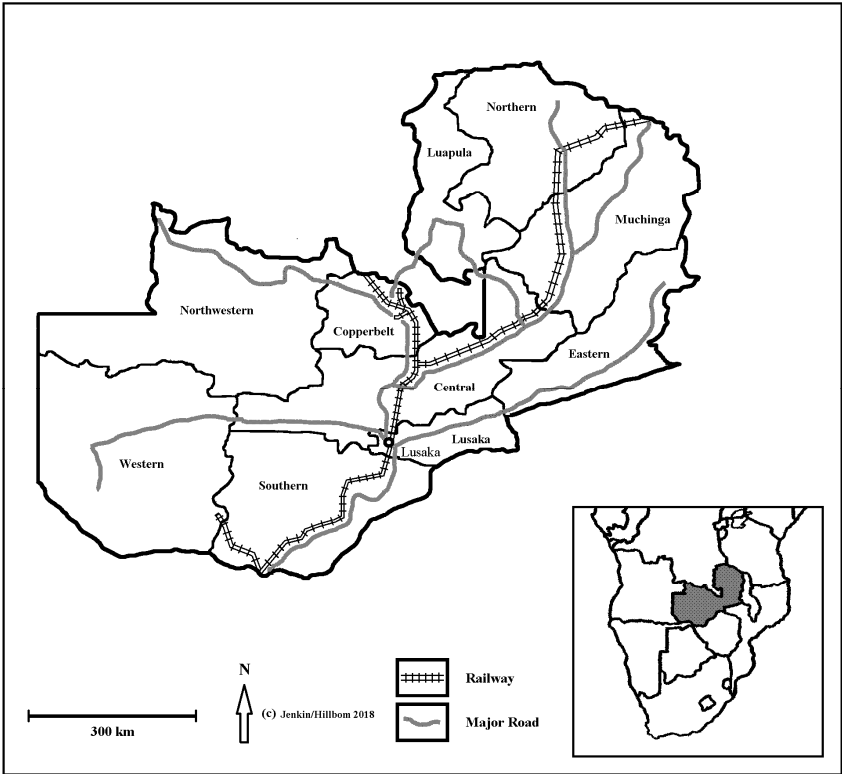 Northern
Luapula
Muchinga
Northwestern
Copperbelt
Eastern
Central
Lusaka
Lusaka
Western
Southern
N
Railway
(c) Jenkin/Hillbom 2018
Major Road
300 km